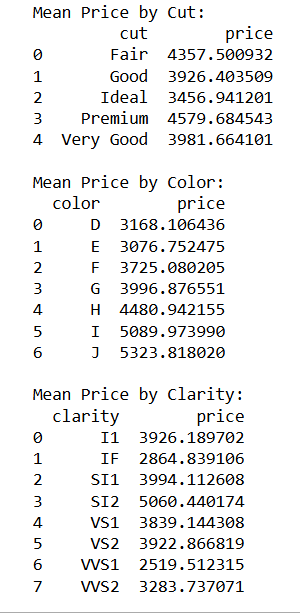 Mean Price by Cut:
cut price
0 Fair 4357.500932
1 Good 3926.403509
2 Ideal 3456.941201
3 Premium 4579.684543
4 Very Good 3981.664101
Mean Price by Color:
color price
0 D 3168.106436
1 E 3076.752475
2 F 3725.080205
3 G 3996.876551
4 H 4480.942155
5 I 5089.973990
6 J 5323.818020
Mean Price by Clarity:
clarity price
0 I1 3926.189702
1 IF 2864.839106
2 SI1 3994.112608
3 SI2 5060.440174
4 VS1 3839.144308
5 VS2 3922.866819
6 VVS1 2519.512315
7 VVS2 3283.737071